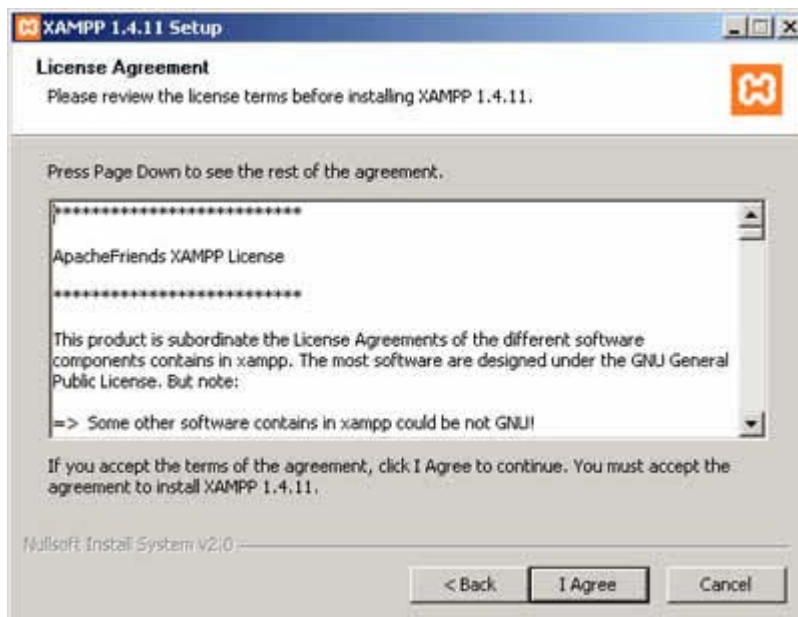 XAMPP 1.4.11 Setup
License Agreement
Please review the license terms before installing XAMPP 1.4.11.
Press Page Down to see the rest of the agreement.
***************************
ApacheFriends XAMPP License
***************************
This product is subordinate the License Agreements of the different software
components contains in xampp. The most software are designed under the GNU General
Public License. But note:
=> Some other software contains in xampp could be not GNU!
If you accept the terms of the agreement, click I Agree to continue. You must accept the
agreement to install XAMPP 1.4.11.
Nullsoft Install System v2.0
< Back I Agree Cancel